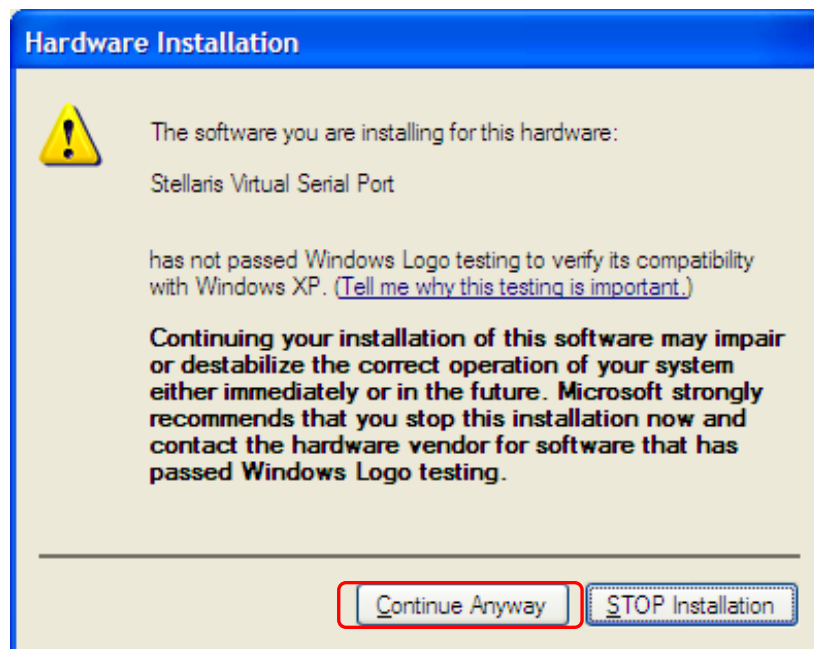 Hardware Installation
The software you are installing for this hardware:
Stellaris Virtual Serial Port
has not passed Windows Logo testing to verify its compatibility
with Windows XP. (Tell me why this testing is important.)
Continuing your installation of this software may impair
or destabilize the correct operation of your system
either immediately or in the future. Microsoft strongly
recommends that you stop this installation now and
contact the hardware vendor for software that has
passed Windows Logo testing.
Continue Anyway STOP Installation